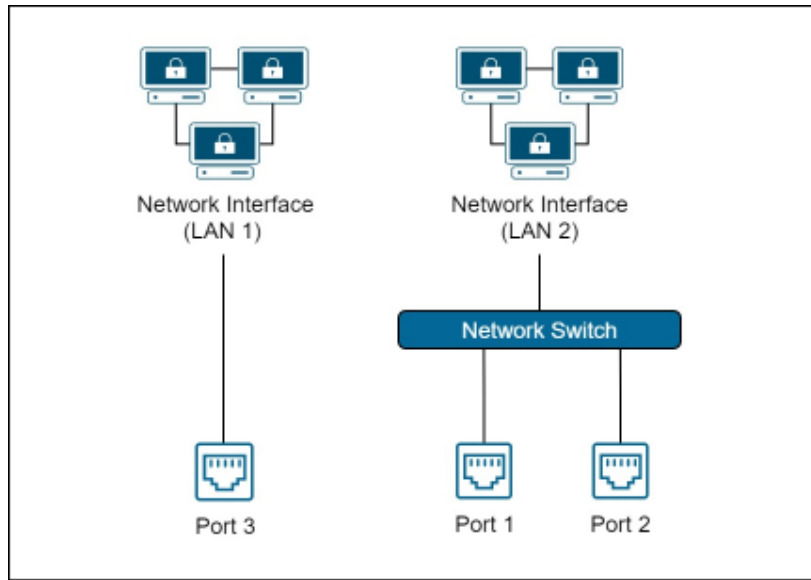 Network Interface
(LAN 1)
Network Interface
(LAN 2)
Network Switch
Port 3
Port 1
Port 2